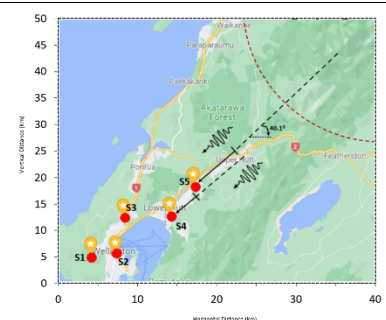 50
45
40
35
30
25
20
15
10
5
0
0
10
20
30
40
Vertical Distance (km)
Horizontal Distance (km)
Waikanae
Paraparaumu
Paekākāriki
Akatarawa
Forest
40.1°
2
Featherston
Upper Hutt
Porirua
1
S5
S3
Lower Hutt
S4
Wellington
S1
S2